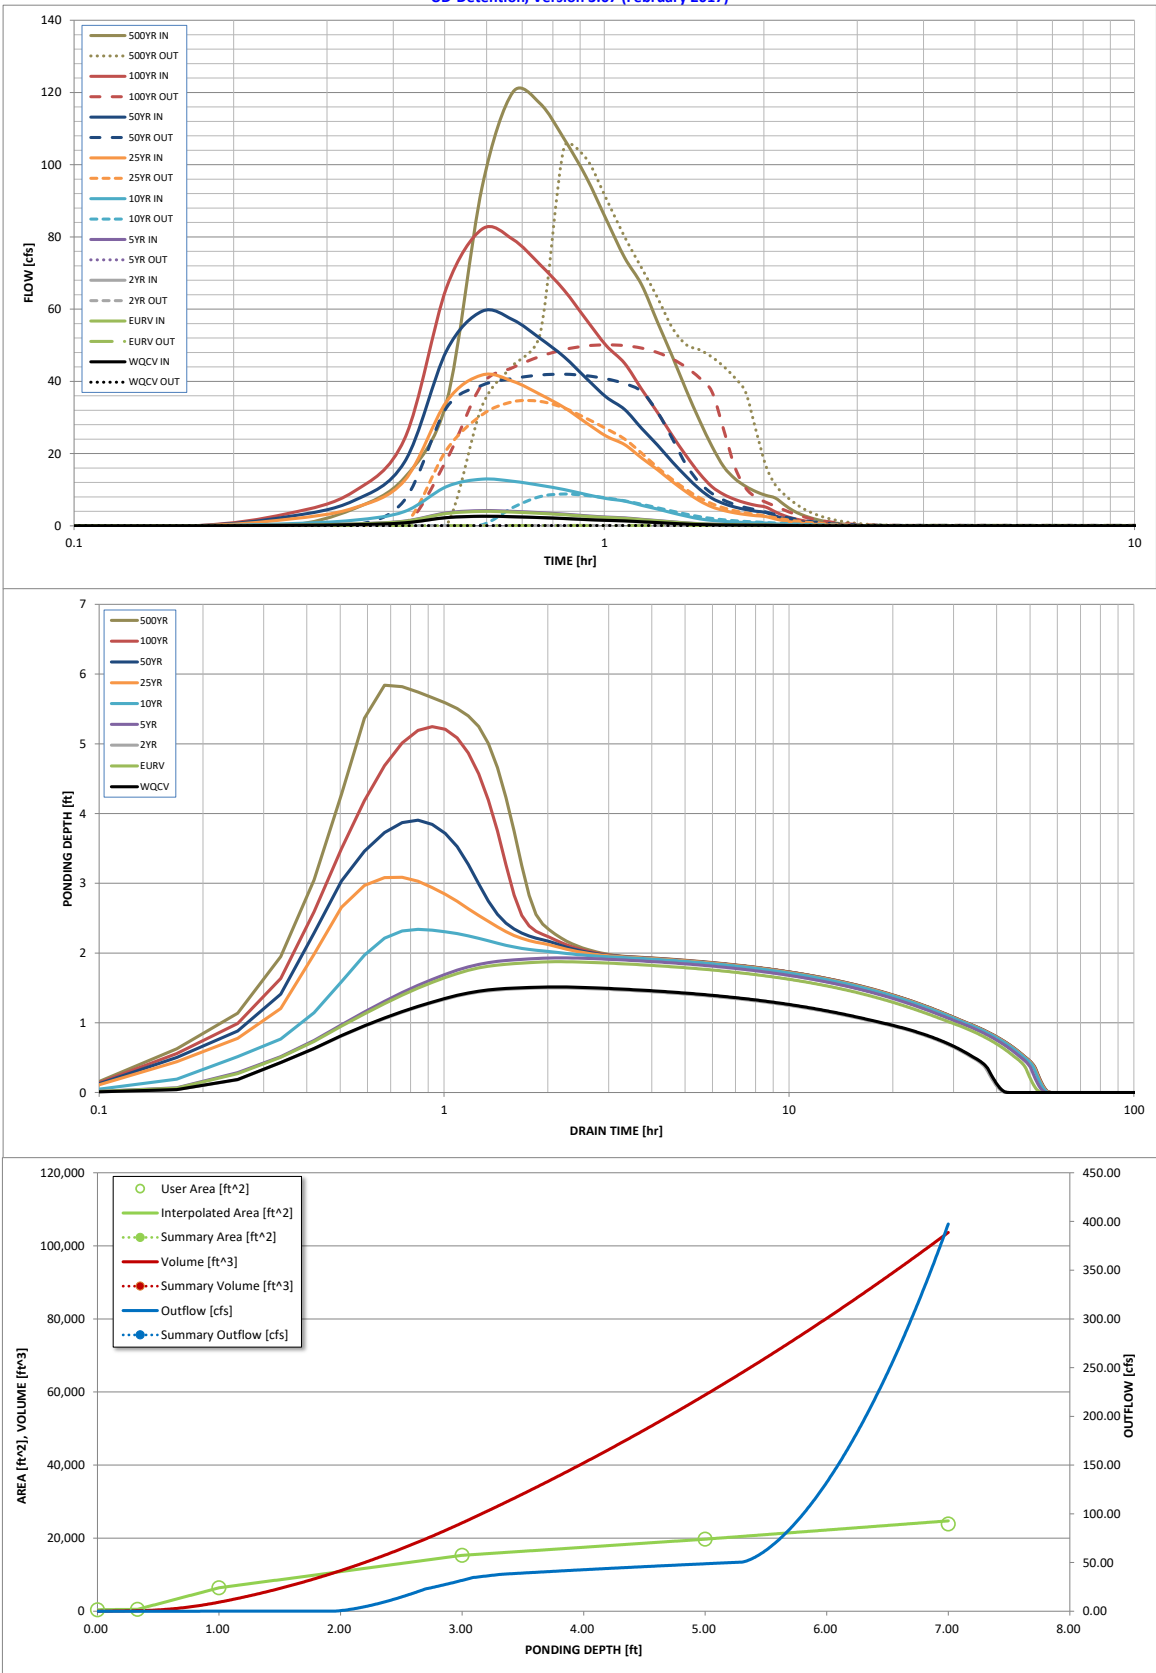 UD-Detention, Version 3.07 (February 2017)
140
120
100
80
60
40
20
0
FLOW [cfs]
500YR IN
500YR OUT
100YR IN
100YR OUT
50YR IN
50YR OUT
25YR IN
25YR OUT
10YR IN
10YR OUT
5YR IN
5YR OUT
2YR IN
2YR OUT
EURV IN
EURV OUT
WQCV IN
WQCV OUT
0.1
1
10
TIME [hr]
7
6
5
4
3
2
1
0
PONDING DEPTH [ft]
500YR
100YR
50YR
25YR
10YR
5YR
2YR
EURV
WQCV
0.1
1
10
100
DRAIN TIME [hr]
120,000
100,000
80,000
60,000
40,000
20,000
0
AREA [ft^2], VOLUME [ft^3]
User Area [ft^2]
Interpolated Area [ft^2]
Summary Area [ft^2]
Volume [ft^3]
Summary Volume [ft^3]
Outflow [cfs]
Summary Outflow [cfs]
450.00
400.00
350.00
300.00
250.00
200.00
150.00
100.00
50.00
0.00
OUTFLOW [cfs]
0.00
1.00
2.00
3.00
4.00
5.00
6.00
7.00
8.00
PONDING DEPTH [ft]